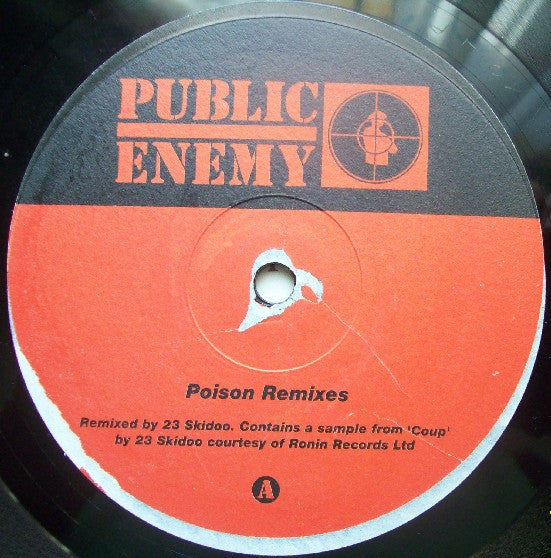 PUBLIC
ENEMY
Poison Remixes
Remixed by 23 Skidoo. Contains a sample from 'Coup'
by 23 Skidoo courtesy of Ronin Records Ltd
A